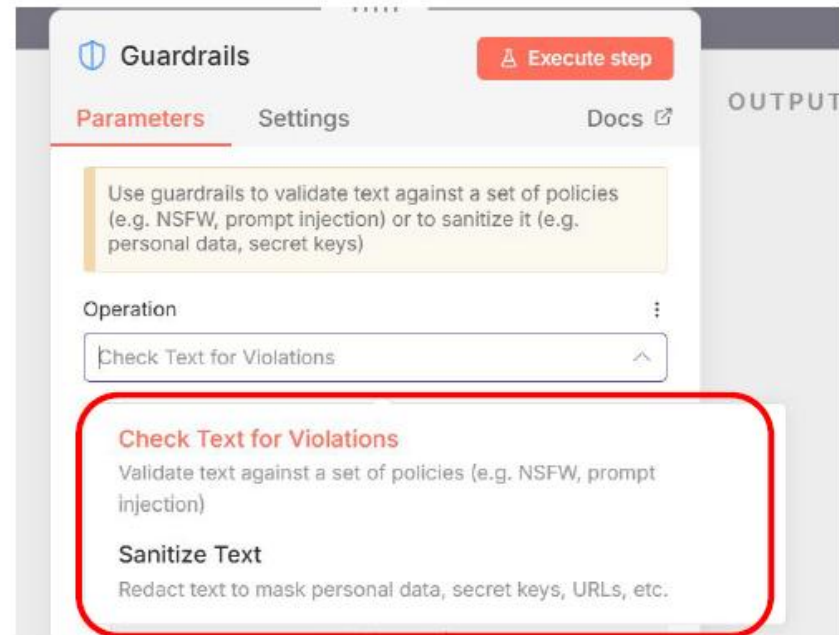 Guardrails
Execute step
Parameters
Settings
Docs
OUTPUT
Use guardrails to validate text against a set of policies
(e.g. NSFW, prompt injection) or to sanitize it (e.g.
personal data, secret keys)
Operation
Check Text for Violations
Check Text for Violations
Validate text against a set of policies (e.g. NSFW, prompt
injection)
Sanitize Text
Redact text to mask personal data, secret keys, URLs, etc.